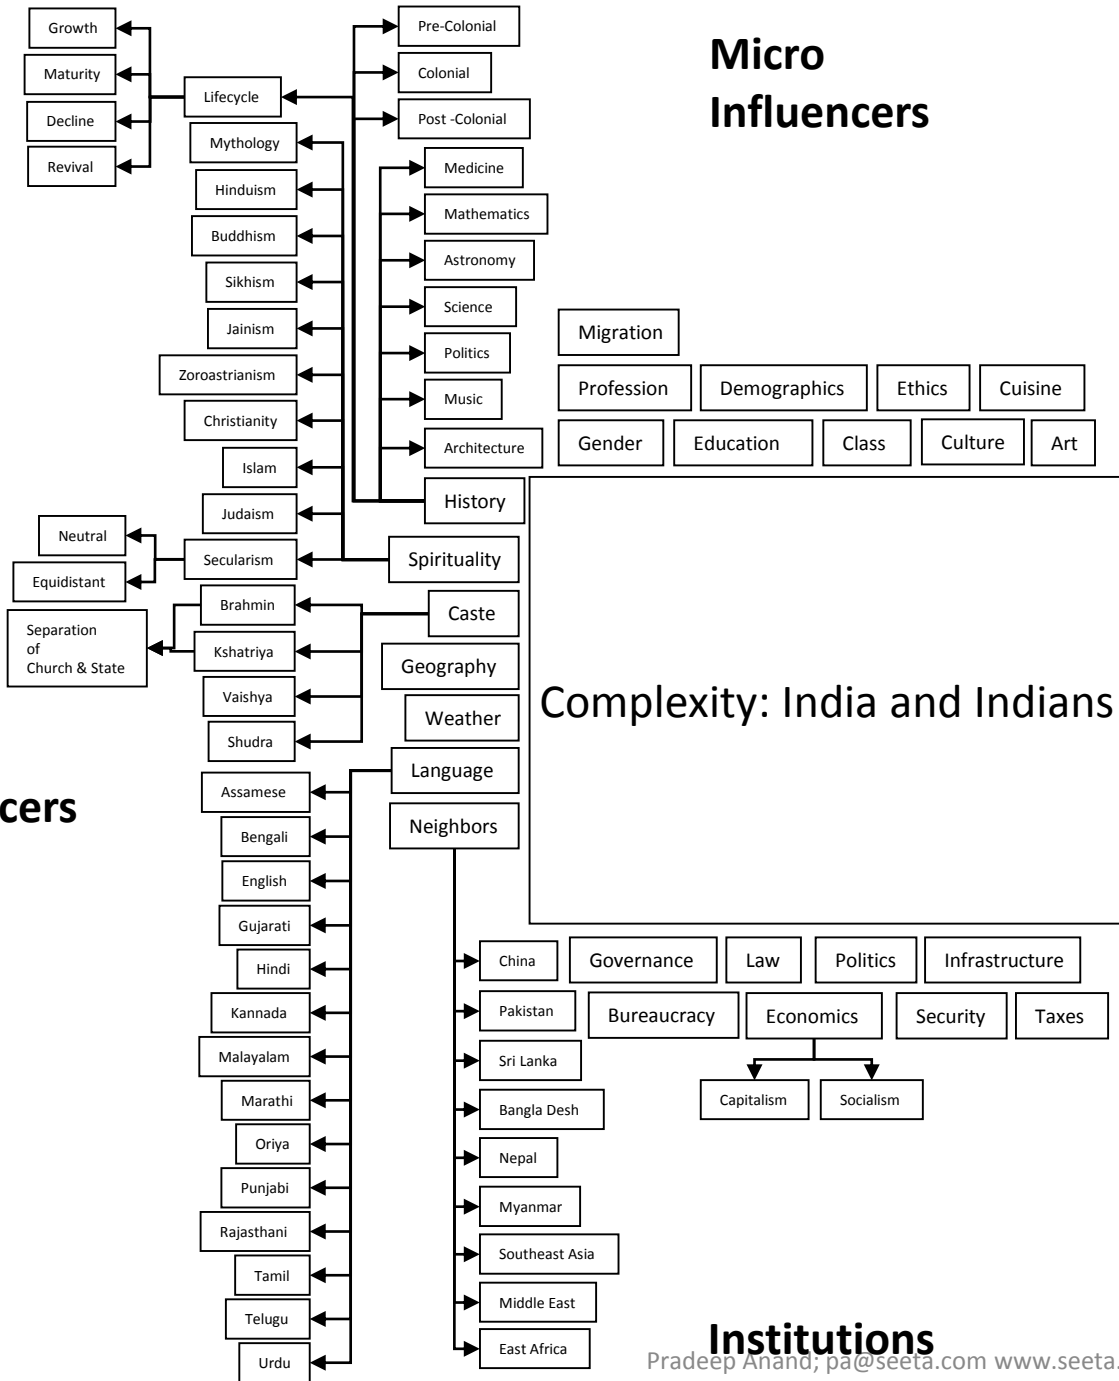 Growth
Maturity
Decline
Revival
Lifecycle
Mythology
Hinduism
Buddhism
Sikhism
Jainism
Zoroastrianism
Christianity
Islam
Judaism
Secularism
Neutral
Equidistant
Separation
of
Church & State
Brahmin
Kshatriya
Vaishya
Shudra
cers
Assamese
Bengali
English
Gujarati
Hindi
Kannada
Malayalam
Marathi
Oriya
Punjabi
Rajasthani
Tamil
Telugu
Urdu
Pre-Colonial
Colonial
Post -Colonial
Medicine
Mathematics
Astronomy
Science
Politics
Music
Architecture
History
Spirituality
Caste
Geography
Weather
Language
Neighbors
China
Pakistan
Sri Lanka
Bangla Desh
Nepal
Myanmar
Southeast Asia
Middle East
East Africa
Micro
Influencers
Migration
Profession Demographics Ethics Cuisine
Gender Education Class Culture Art
Complexity: India and Indians
Governance Law Politics Infrastructure
Bureaucracy Economics Security Taxes
Capitalism Socialism
Institutions
Pradeep Anand; pa@seeta.com www.seeta.